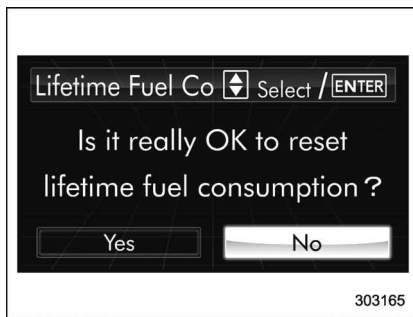 Lifetime Fuel Co Select / ENTER
Is it really OK to reset
lifetime fuel consumption ?
Yes No
303165